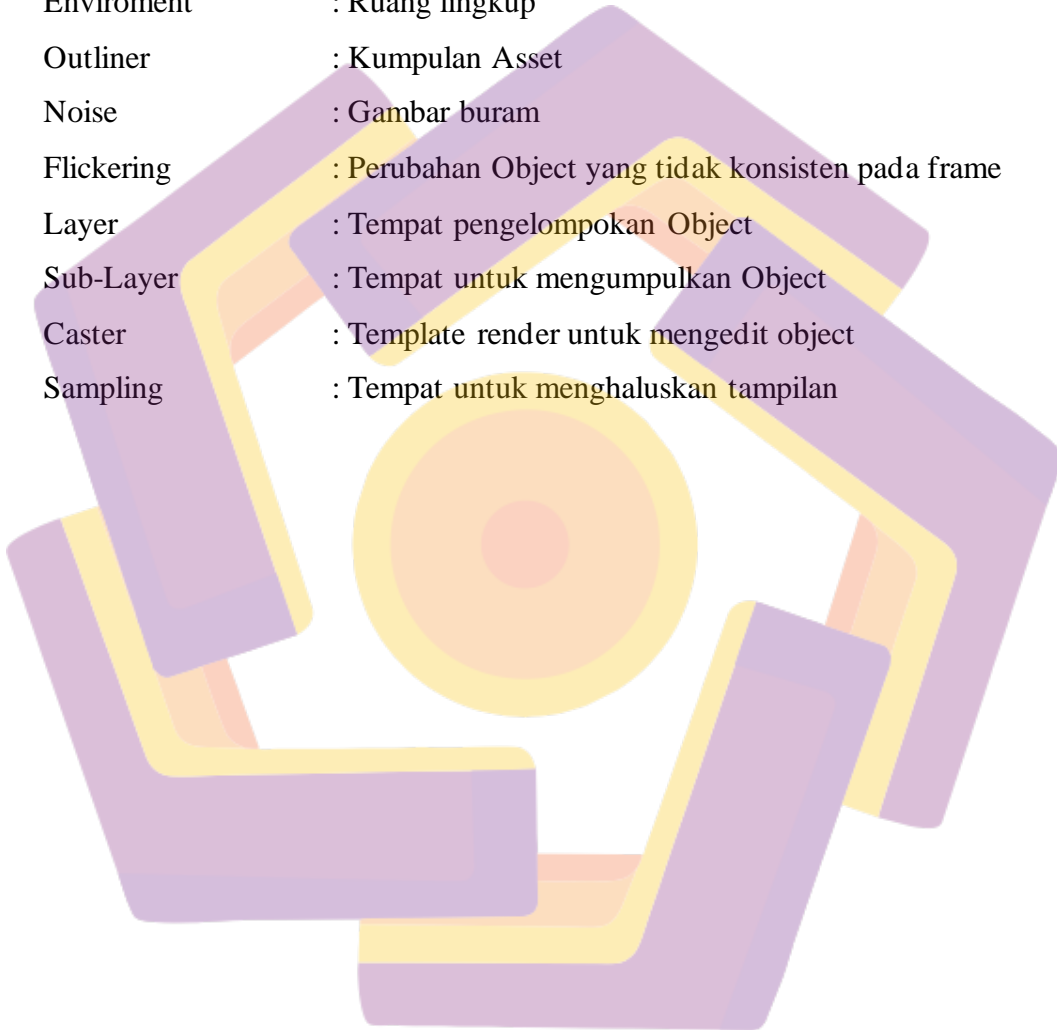 Enviroment : Ruang lingkup
Outliner : Kumpulan Asset
Noise : Gambar buram
Flickering : Perubahan Object yang tidak konsisten pada frame
Layer : Tempat pengelompokan Object
Sub-Layer : Tempat untuk mengumpulkan Object
Caster : Template render untuk mengedit object
Sampling : Tempat untuk menghaluskan tampilan